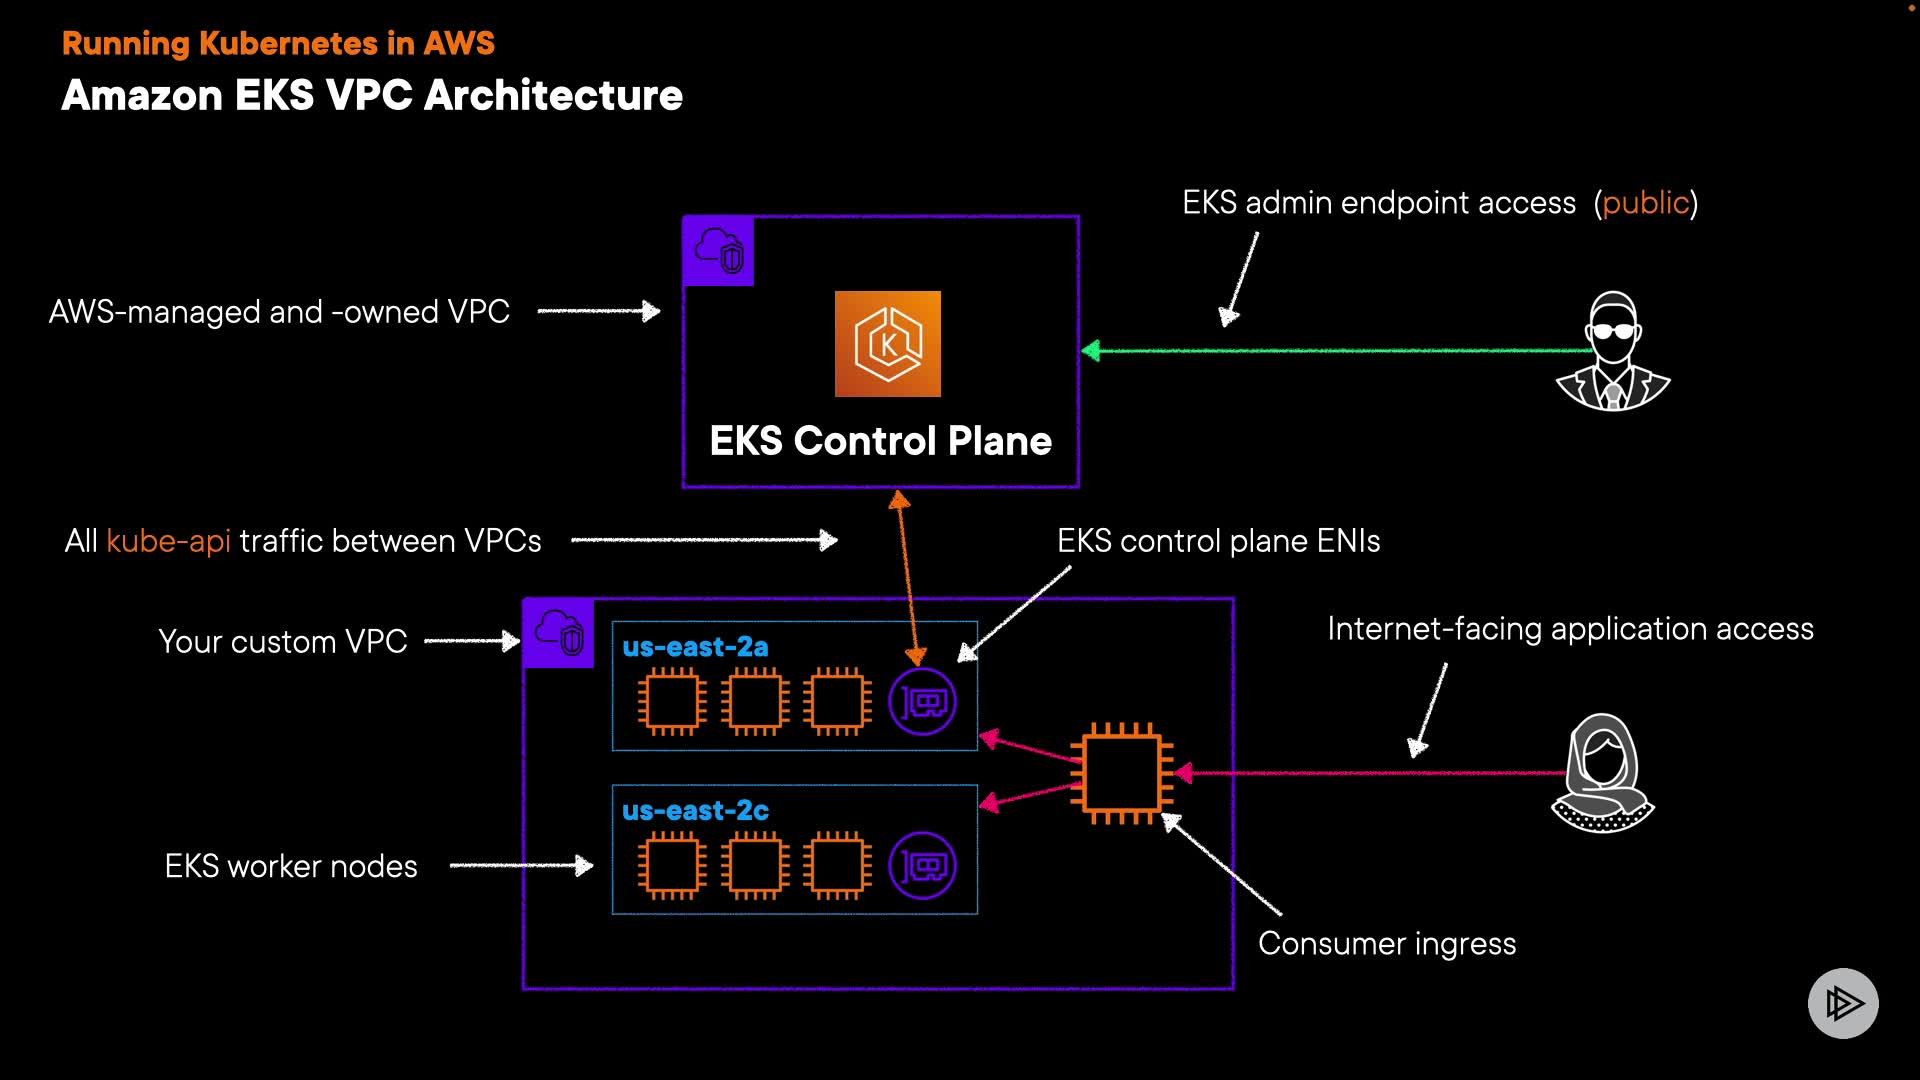 Running Kubernetes in AWS
Amazon EKS VPC Architecture
EKS admin endpoint access (public)
AWS-managed and -owned VPC
K
EKS Control Plane
All kube-api traffic between VPCs
EKS control plane ENIs
Your custom VPC
us-east-2a
Internet-facing application access
us-east-2c
EKS worker nodes
Consumer ingress